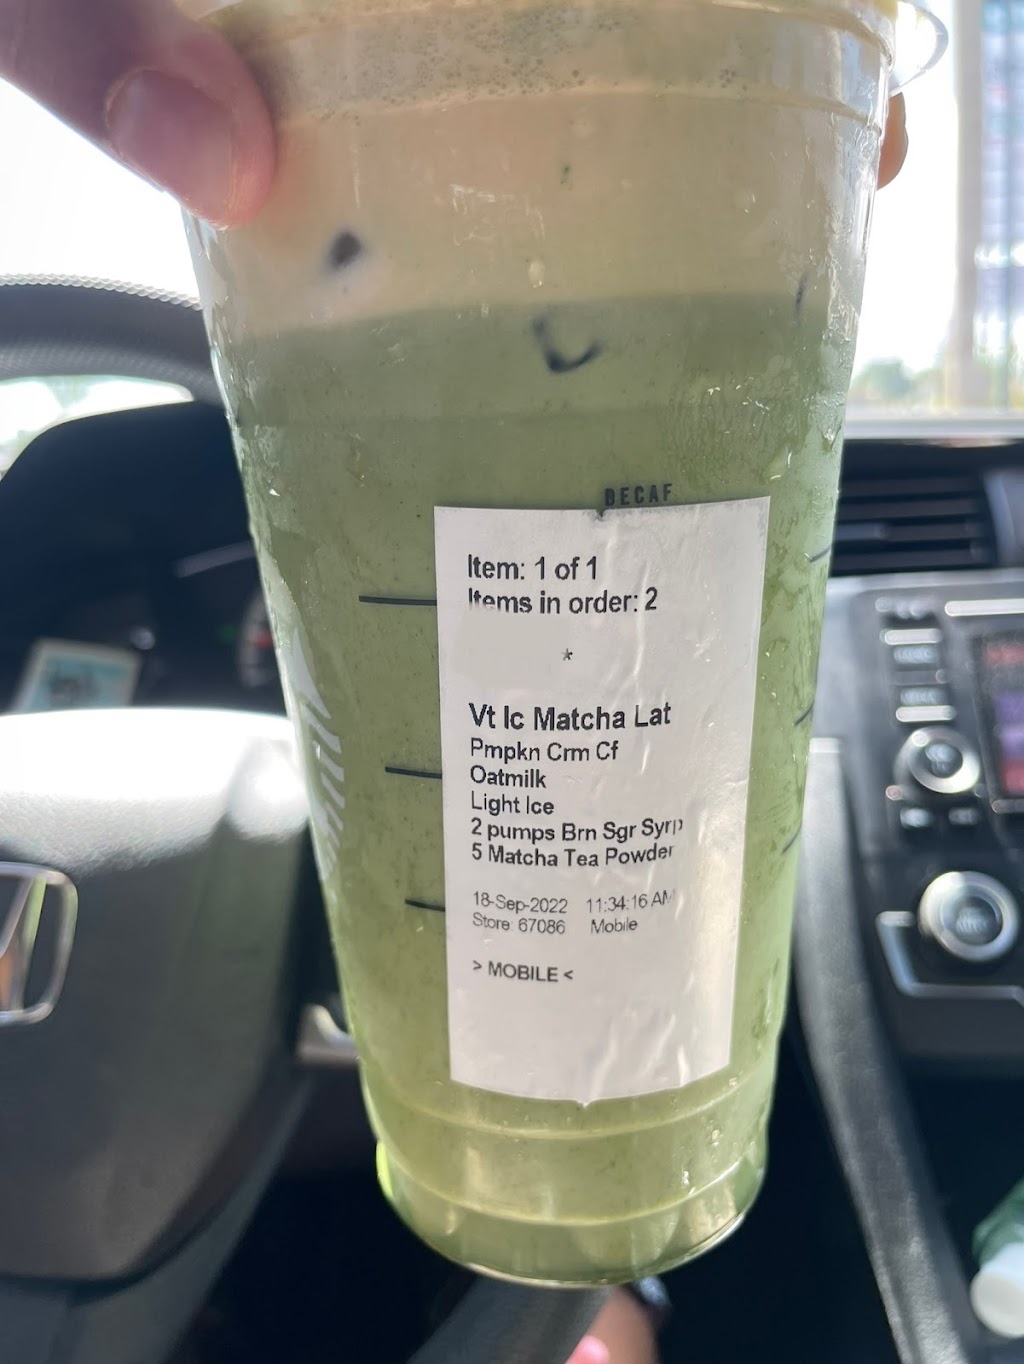 DECAF
Item: 1 of 1
Items in order: 2
*
Vt Ic Matcha Lat
Pmpkn Crm Cf
Oatmilk
Light Ice
2 pumps Brn Sgr Syrp
5 Matcha Tea Powder
18-Sep-2022 11:34:16 AM
Store: 67086 Mobile
> MOBILE <